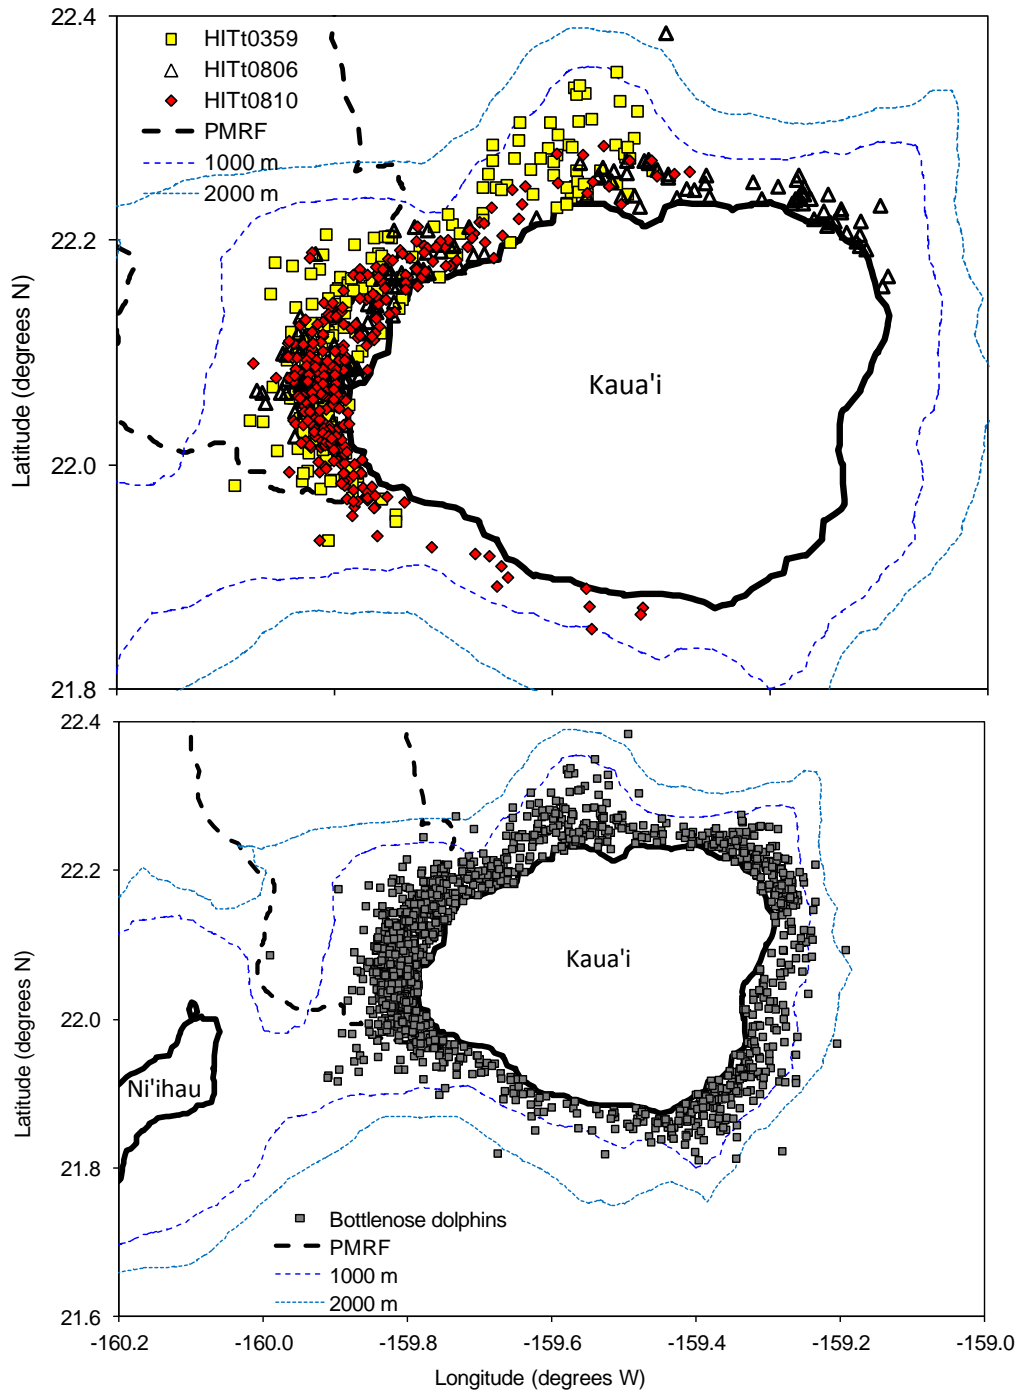 22.4
HITt0359
HITt0806
HITt0810
PMRF
1000 m
2000 m
22.2
Latitude (degrees N)
Kaua'i
22.0
21.8
22.4
22.2
Latitude (degrees N)
Kaua'i
22.0
Ni'ihau
21.8
Bottlenose dolphins
PMRF
1000 m
2000 m
21.6
-160.2 -160.0 -159.8 -159.6 -159.4 -159.2 -159.0
Longitude (degrees W)